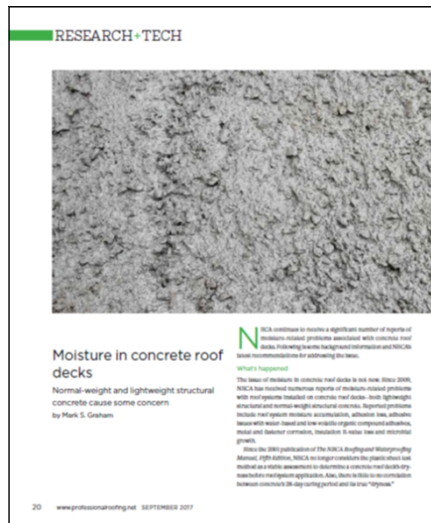 RESEARCH+TECH
Moisture in concrete roof
decks
Normal-weight and lightweight structural
concrete cause some concern
by Mark S. Graham
NRCA continues to receive a significant number of reports of
moisture-related problems associated with concrete roof
decks. Following is some background information and NRCA's
latest recommendations for addressing the issue.
What's happened
The issue of moisture in concrete roof decks is not new. Since 2008,
NRCA has received numerous reports of moisture-related problems
with roof systems installed on concrete roof decks—both lightweight
structural and normal-weight structural concrete. Reported problems
include roof system moisture accumulation, adhesion loss, adhesive
issues with water-based and low-volatile organic compound adhesives,
metal and fastener corrosion, insulation R-value loss and microbial
growth.
Since the 2001 publication of The NRCA Roofing and Waterproofing
Manual, Fifth Edition, NRCA no longer considers the plastic sheet test
method as a viable assessment to determine a concrete roof deck's dry-
ness before roof system application. Also, there is little to no correlation
between concrete's 28-day curing period and its true "dryness."
20 www.professionalroofing.net SEPTEMBER 2017